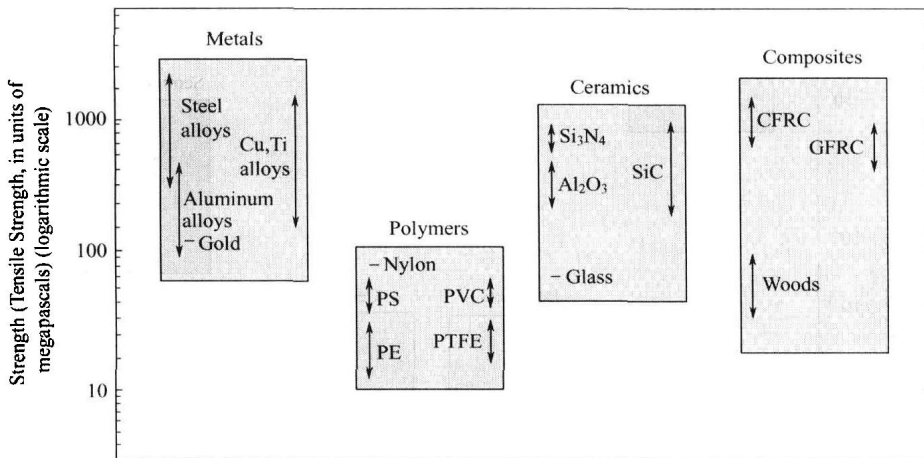 Strength (Tensile Strength, in units of
megapascals) (logarithmic scale)
1000
100
10
Metals
Steel
alloys
Cu,Ti
alloys
Aluminum
alloys
– Gold
Polymers
– Nylon
PS
PVC
PE
PTFE
Ceramics
Si₃N₄
Al₂O₃
SiC
– Glass
Composites
CFRC
GFRC
Woods